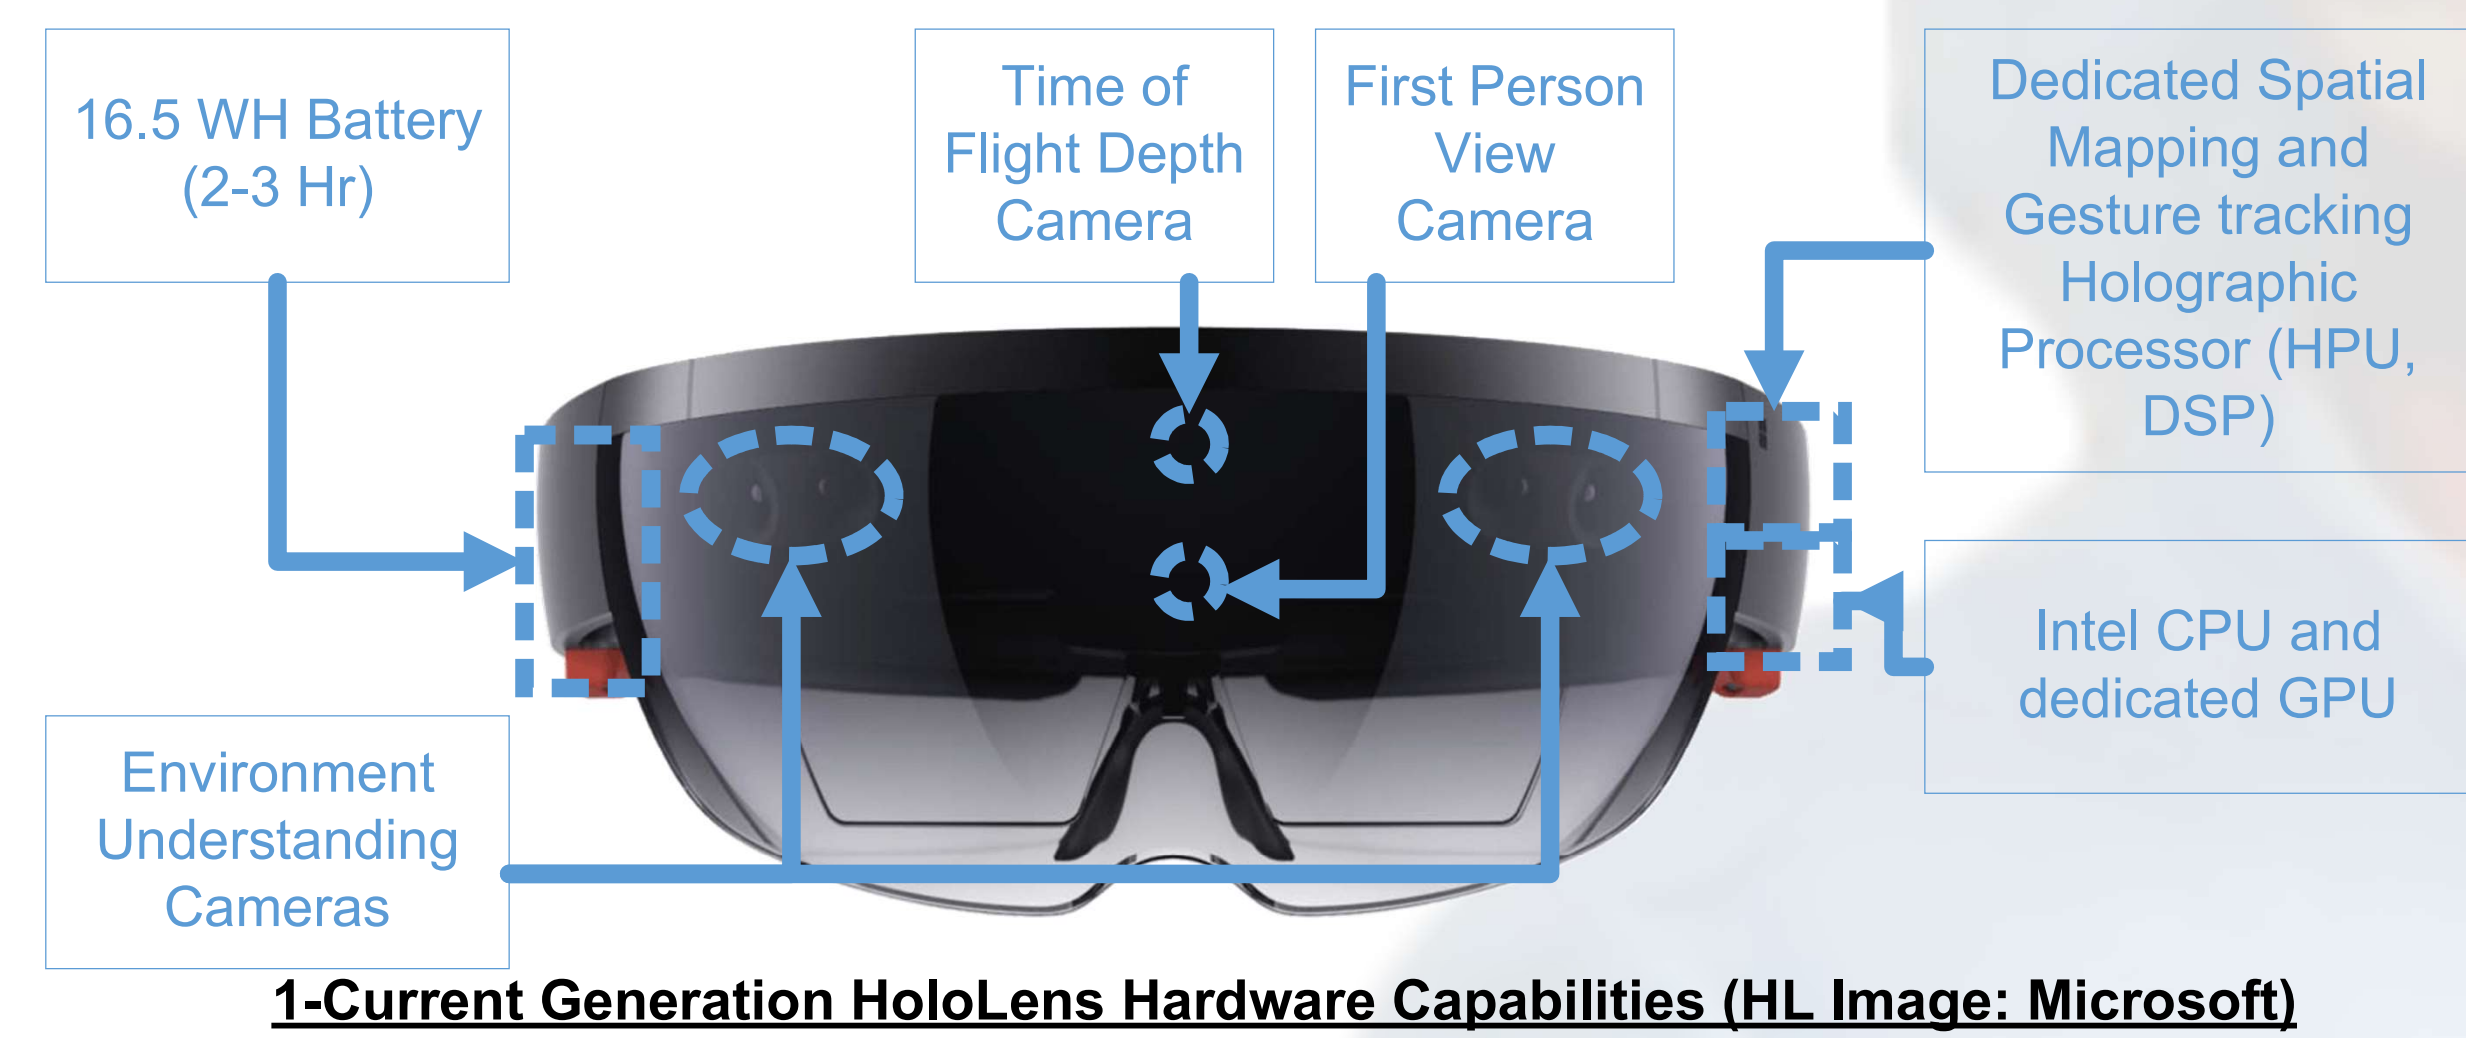 16.5 WH Battery
(2-3 Hr)
Time of
Flight Depth
Camera
First Person
View
Camera
Dedicated Spatial
Mapping and
Gesture tracking
Holographic
Processor (HPU,
DSP)
Intel CPU and
dedicated GPU
Environment
Understanding
Cameras
1-Current Generation HoloLens Hardware Capabilities (HL Image: Microsoft)